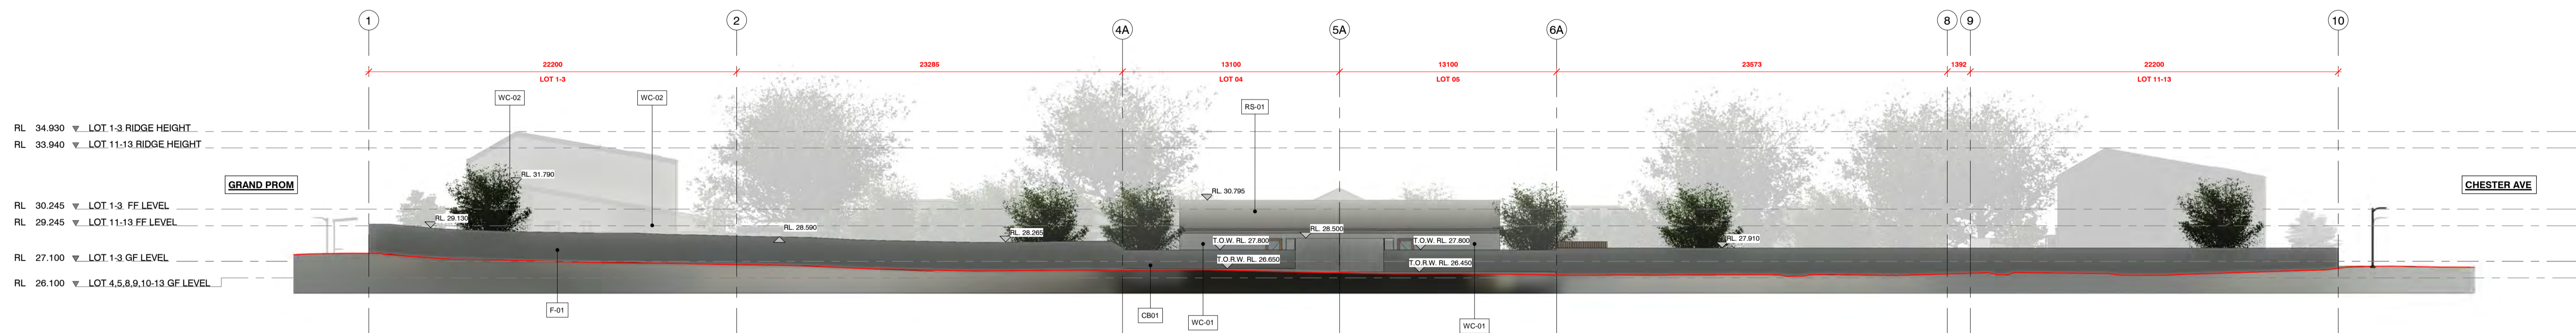 1
2
4A
5A
6A
8
9
10
22200
23285
13100
13100
23573
1392
22200
LOT 1-3
LOT 04
LOT 05
LOT 11-13
WC-02
WC-02
RS-01
RL 34.930 LOT 1-3 RIDGE HEIGHT
RL 33.940 LOT 11-13 RIDGE HEIGHT
RL. 31.790
GRAND PROM
CHESTER AVE
RL. 30.795
RL 30.245 LOT 1-3 FF LEVEL
RL. 29.130
RL 29.245 LOT 11-13 FF LEVEL
RL. 28.590
RL. 28.265
RL. 28.500
T.O.W. RL. 27.800
T.O.W. RL. 27.800
RL. 27.910
RL 27.100 LOT 1-3 GF LEVEL
T.O.R.W. RL. 26.650
T.O.R.W. RL. 26.450
RL 26.100 LOT 4,5,8,9,10-13 GF LEVEL
F-01
CB01
WC-01
WC-01